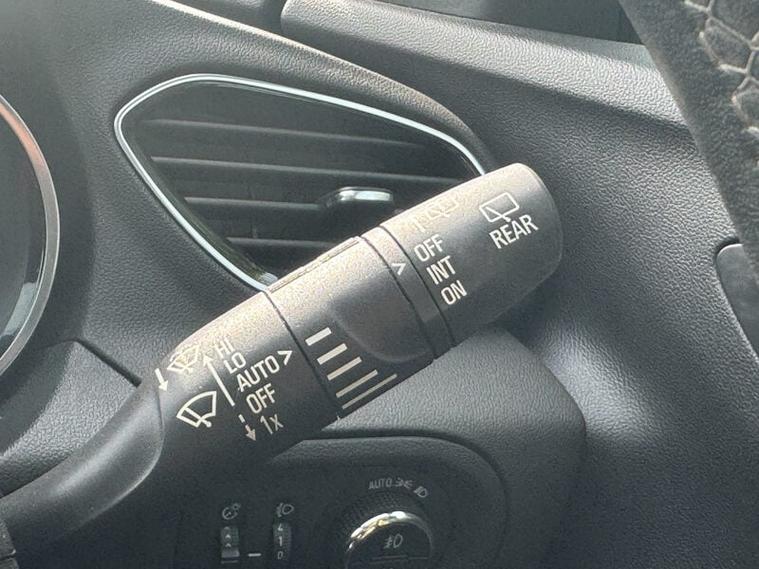 HI
LO
AUTO >
OFF
1x
>
OFF
INT
ON
REAR
AUTO